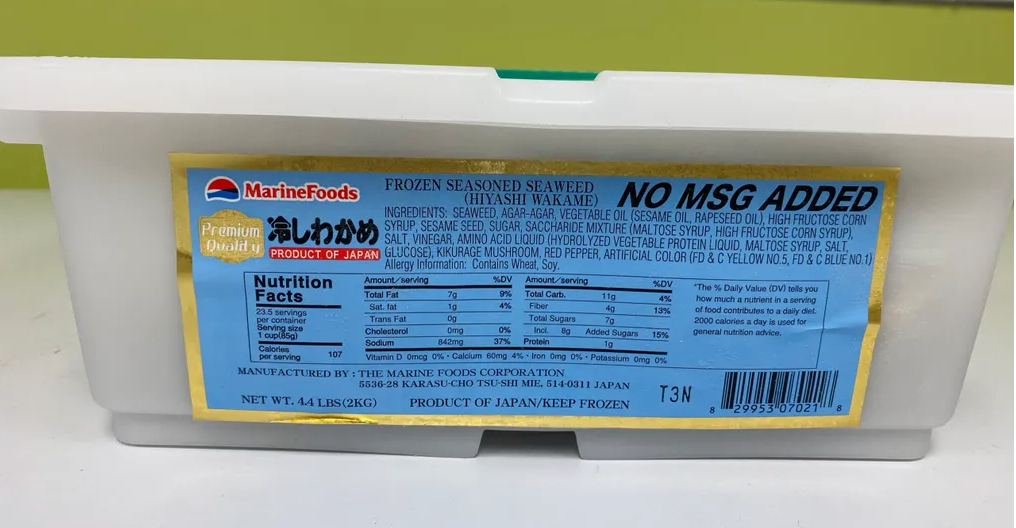 MarineFoods
Premium
Quality
冷しわかめ
PRODUCT OF JAPAN
FROZEN SEASONED SEAWEED
(HIYASHI WAKAME)
NO MSG ADDED
INGREDIENTS: SEAWEED, AGAR-AGAR, VEGETABLE OIL (SESAME OIL, RAPESEED OIL), HIGH FRUCTOSE CORN
SYRUP, SESAME SEED, SUGAR, SACCHARIDE MIXTURE (MALTOSE SYRUP, HIGH FRUCTOSE CORN SYRUP),
SALT, VINEGAR, AMINO ACID LIQUID (HYDROLYZED VEGETABLE PROTEIN LIQUID, MALTOSE SYRUP, SALT,
GLUCOSE), KIKURAGE MUSHROOM, RED PEPPER, ARTIFICIAL COLOR (FD & C YELLOW NO.5, FD & C BLUE NO.1)
Allergy Information: Contains Wheat, Soy.
Nutrition
Facts
23.5 servings
per container
Serving size
1 cup(85g)
Calories
per serving 107
Amount/serving %DV
Total Fat 7g 9%
Sat. fat 1g 4%
Trans Fat 0g
Cholesterol 0mg 0%
Sodium 842mg 37%
Amount/serving %DV
Total Carb. 11g 4%
Fiber 4g 13%
Total Sugars 7g
Incl. 8g Added Sugars 15%
Protein 1g
Vitamin D 0mcg 0% · Calcium 60mg 4% · Iron 0mg 0% · Potassium 0mg 0%
*The % Daily Value (DV) tells you
how much a nutrient in a serving
of food contributes to a daily diet.
2000 calories a day is used for
general nutrition advice.
MANUFACTURED BY : THE MARINE FOODS CORPORATION
5536-28 KARASU-CHO TSU-SHI MIE, 514-0311 JAPAN
NET WT. 4.4 LBS(2KG) PRODUCT OF JAPAN/KEEP FROZEN
T3N
8 29953 07021 8